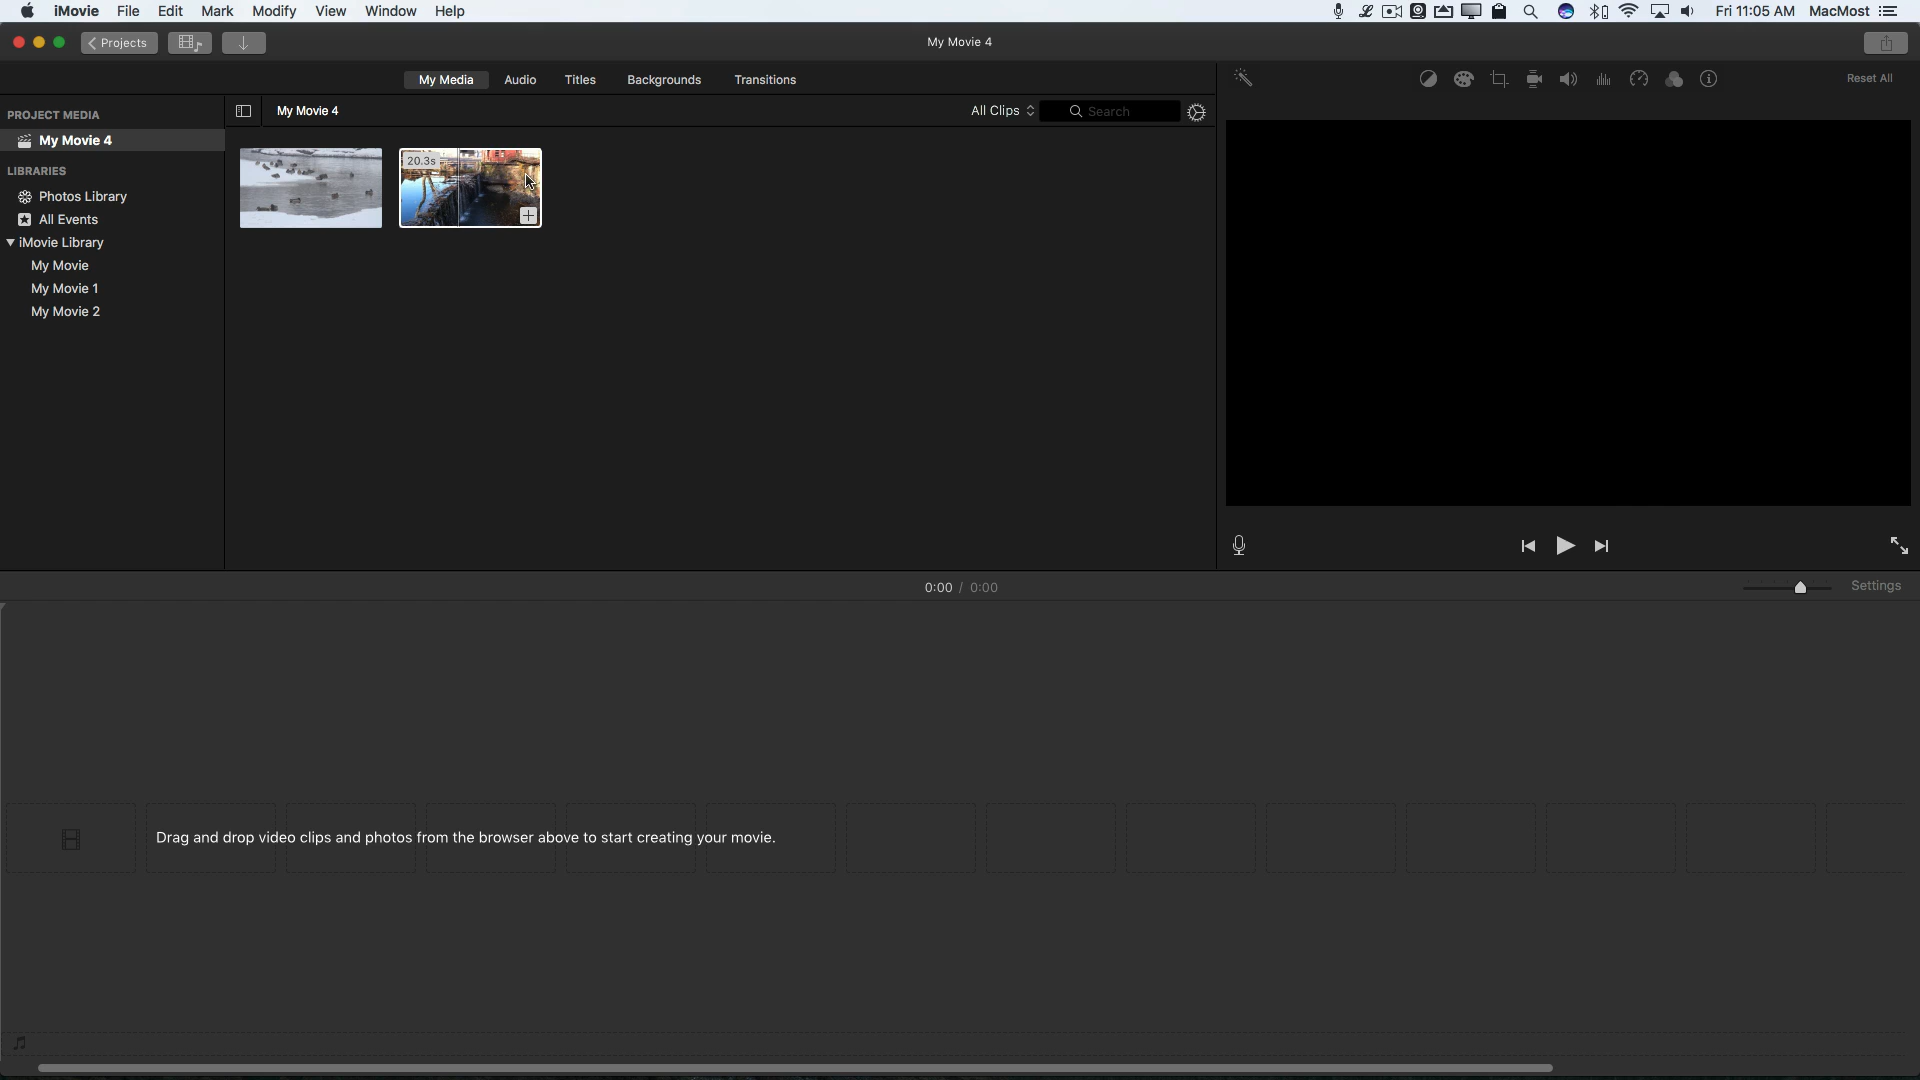 iMovie File Edit Mark Modify View Window Help Fri 11:05 AM MacMost
Projects My Movie 4
My Media Audio Titles Backgrounds Transitions Reset All
PROJECT MEDIA
My Movie 4 All Clips Search
My Movie 4
20.3s
LIBRARIES
Photos Library
All Events
iMovie Library
My Movie
My Movie 1
My Movie 2
0:00 / 0:00 Settings
Drag and drop video clips and photos from the browser above to start creating your movie.